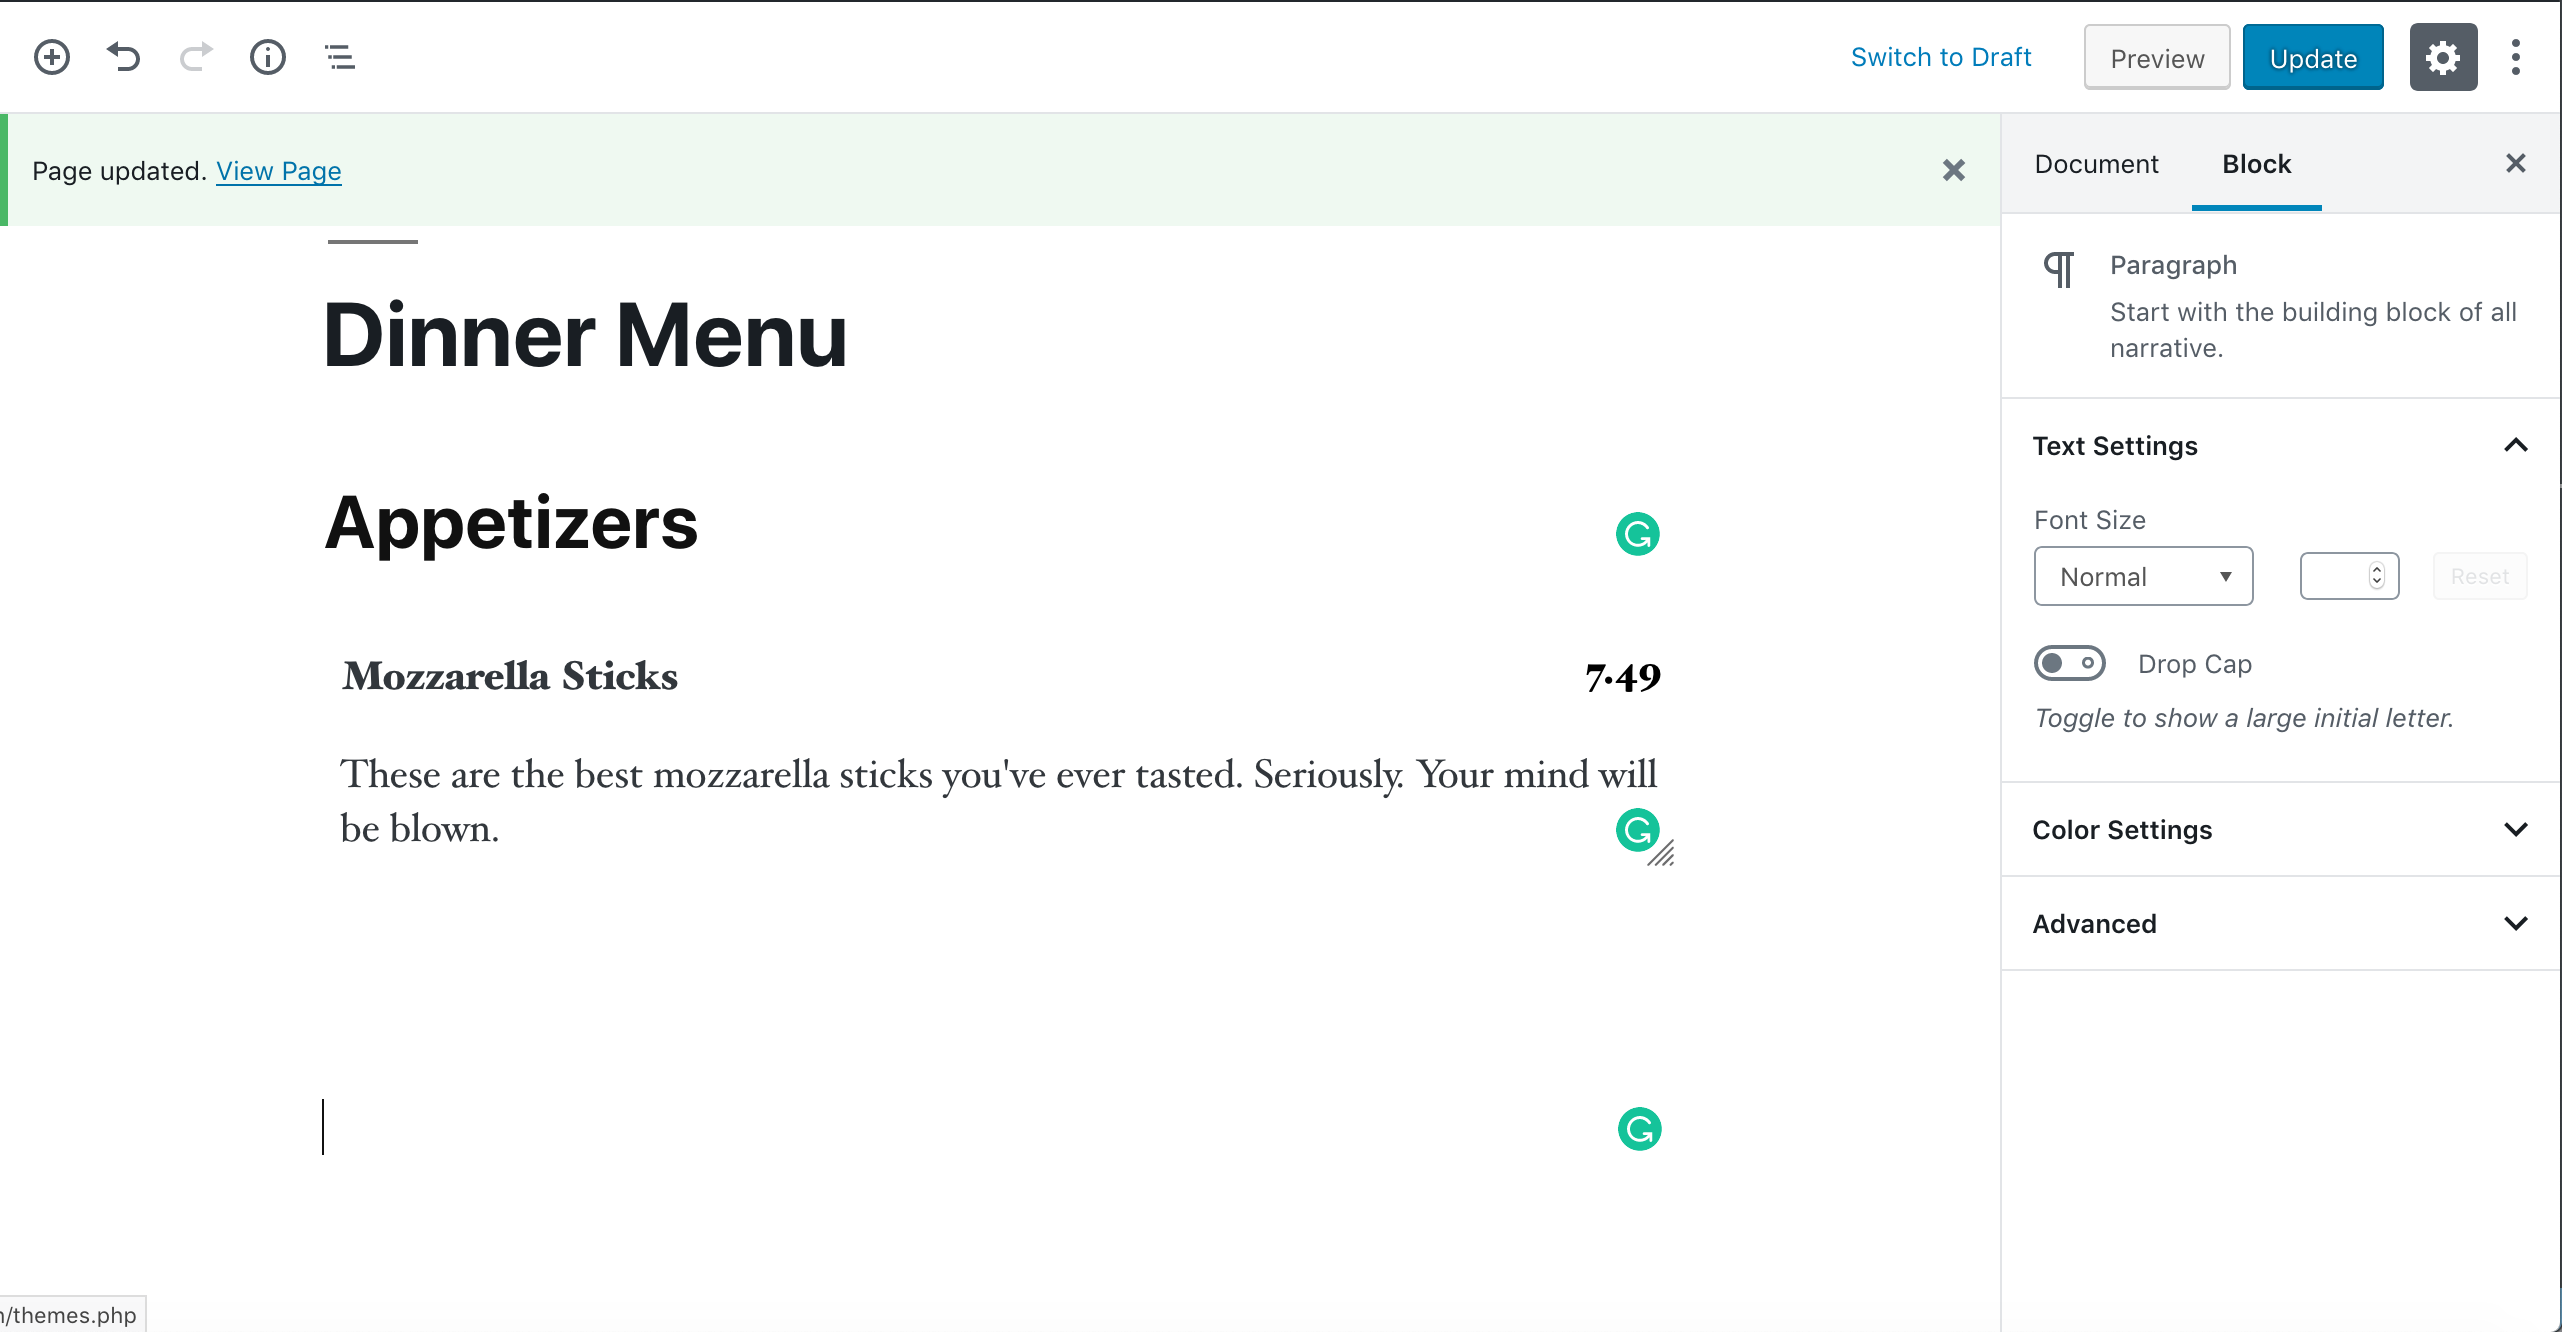 Switch to Draft
Preview
Update
Page updated. View Page
Document
Block
Dinner Menu
Appetizers
Mozzarella Sticks
7.49
These are the best mozzarella sticks you've ever tasted. Seriously. Your mind will
be blown.
Paragraph
Start with the building block of all
narrative.
Text Settings
Font Size
Normal
Reset
Drop Cap
Toggle to show a large initial letter.
Color Settings
Advanced
/themes.php